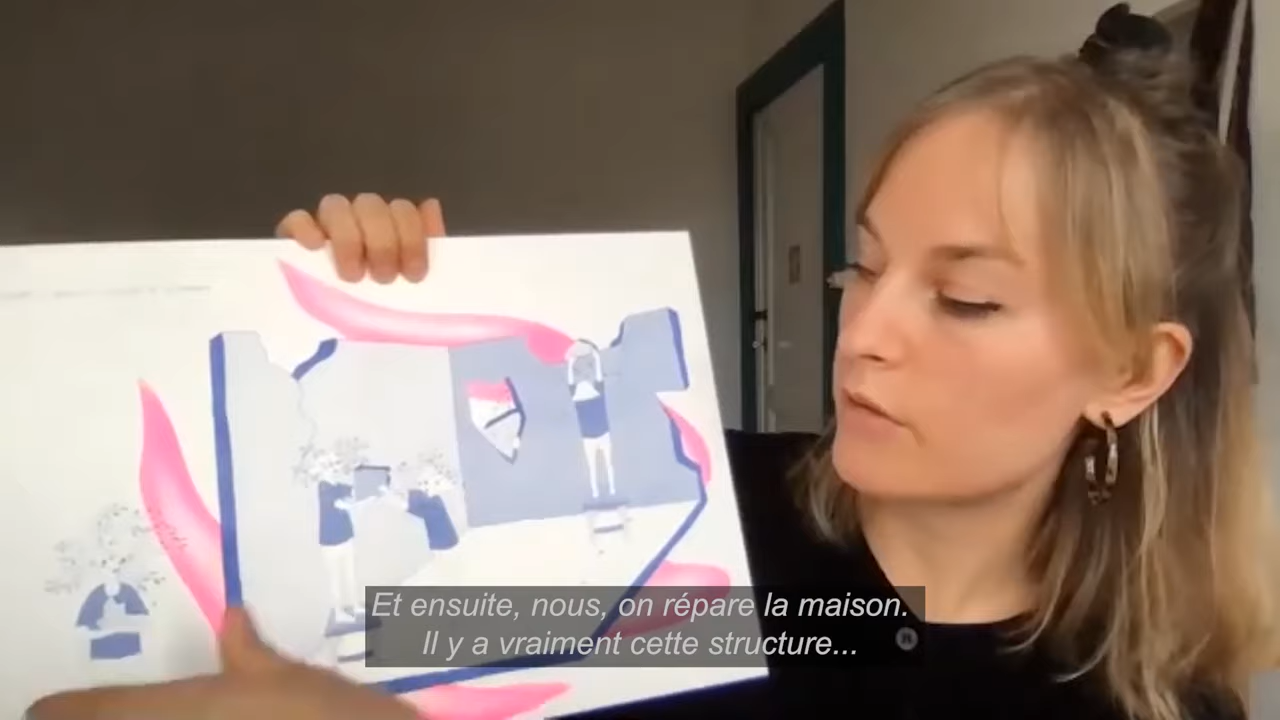 Et ensuite, nous, on répare la maison.
Il y a vraiment cette structure...